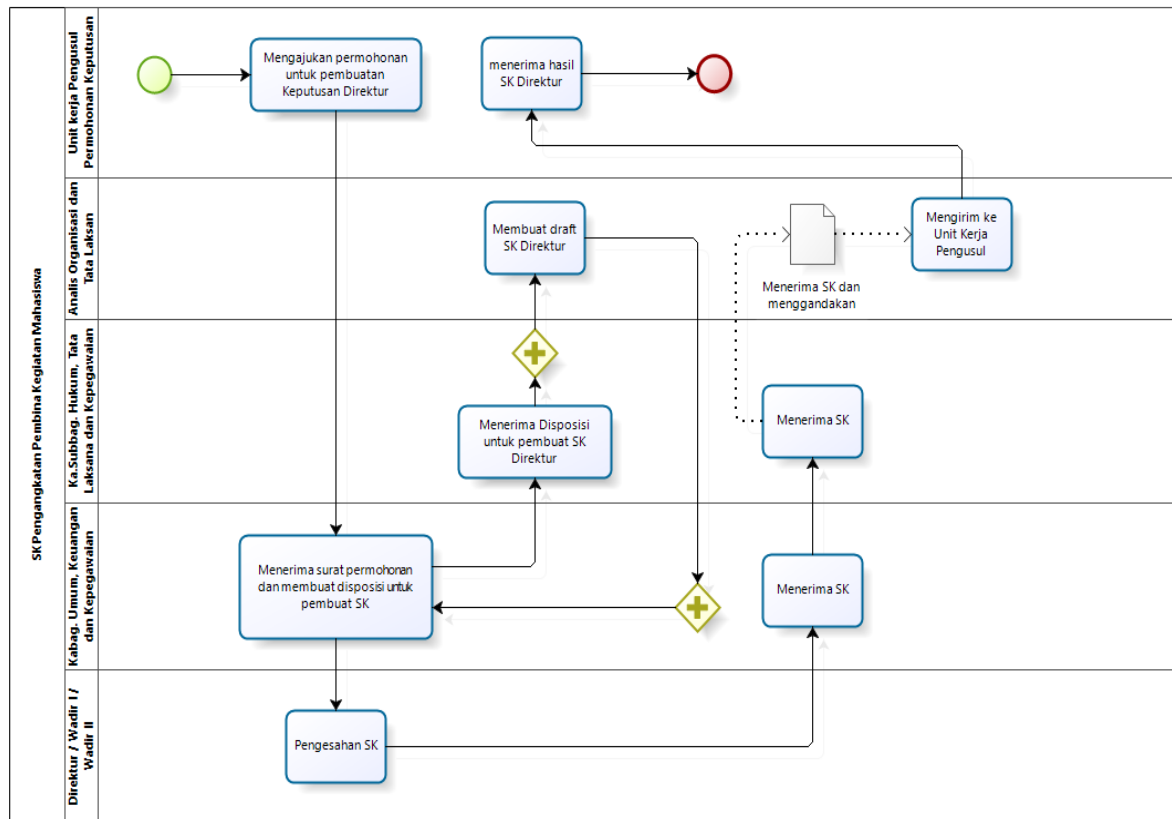 SK Pengangkatan Pembina Kegiatan Mahasiswa
Unit kerja Pengusul
Permohonan Keputusan
Mengajukan permohonan
untuk pembuatan
Keputusan Direktur
menerima hasil
SK Direktur
Analis Organisasi dan
Tata Laksan
Membuat draft
SK Direktur
Menerima SK dan
menggandakan
Mengirim ke
Unit Kerja
Pengusul
Ka.Subbag. Hukum, Tata
Laksana dan Kepegawaian
Menerima Disposisi
untuk pembuat SK
Direktur
Menerima SK
Kabag. Umum, Keuangan
dan Kepegawaian
Menerima surat permohonan
dan membuat disposisi untuk
pembuat SK
Menerima SK
Direktur / Wadir I /
Wadir II
Pengesahan SK